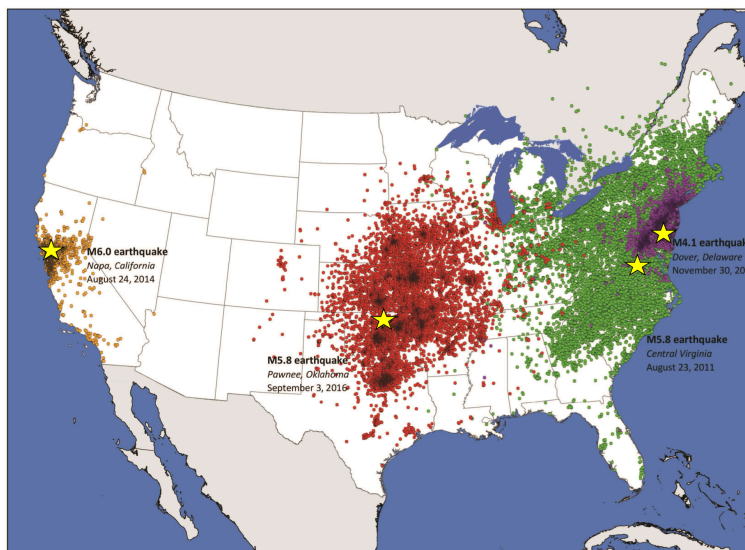 M6.0 earthquake
Napa, California
August 24, 2014
M4.1 earthquake
Dover, Delaware
November 30, 20
M5.8 earthquake
Central Virginia
August 23, 2011
M5.8 earthquake
Pawnee, Oklahoma
September 3, 2016